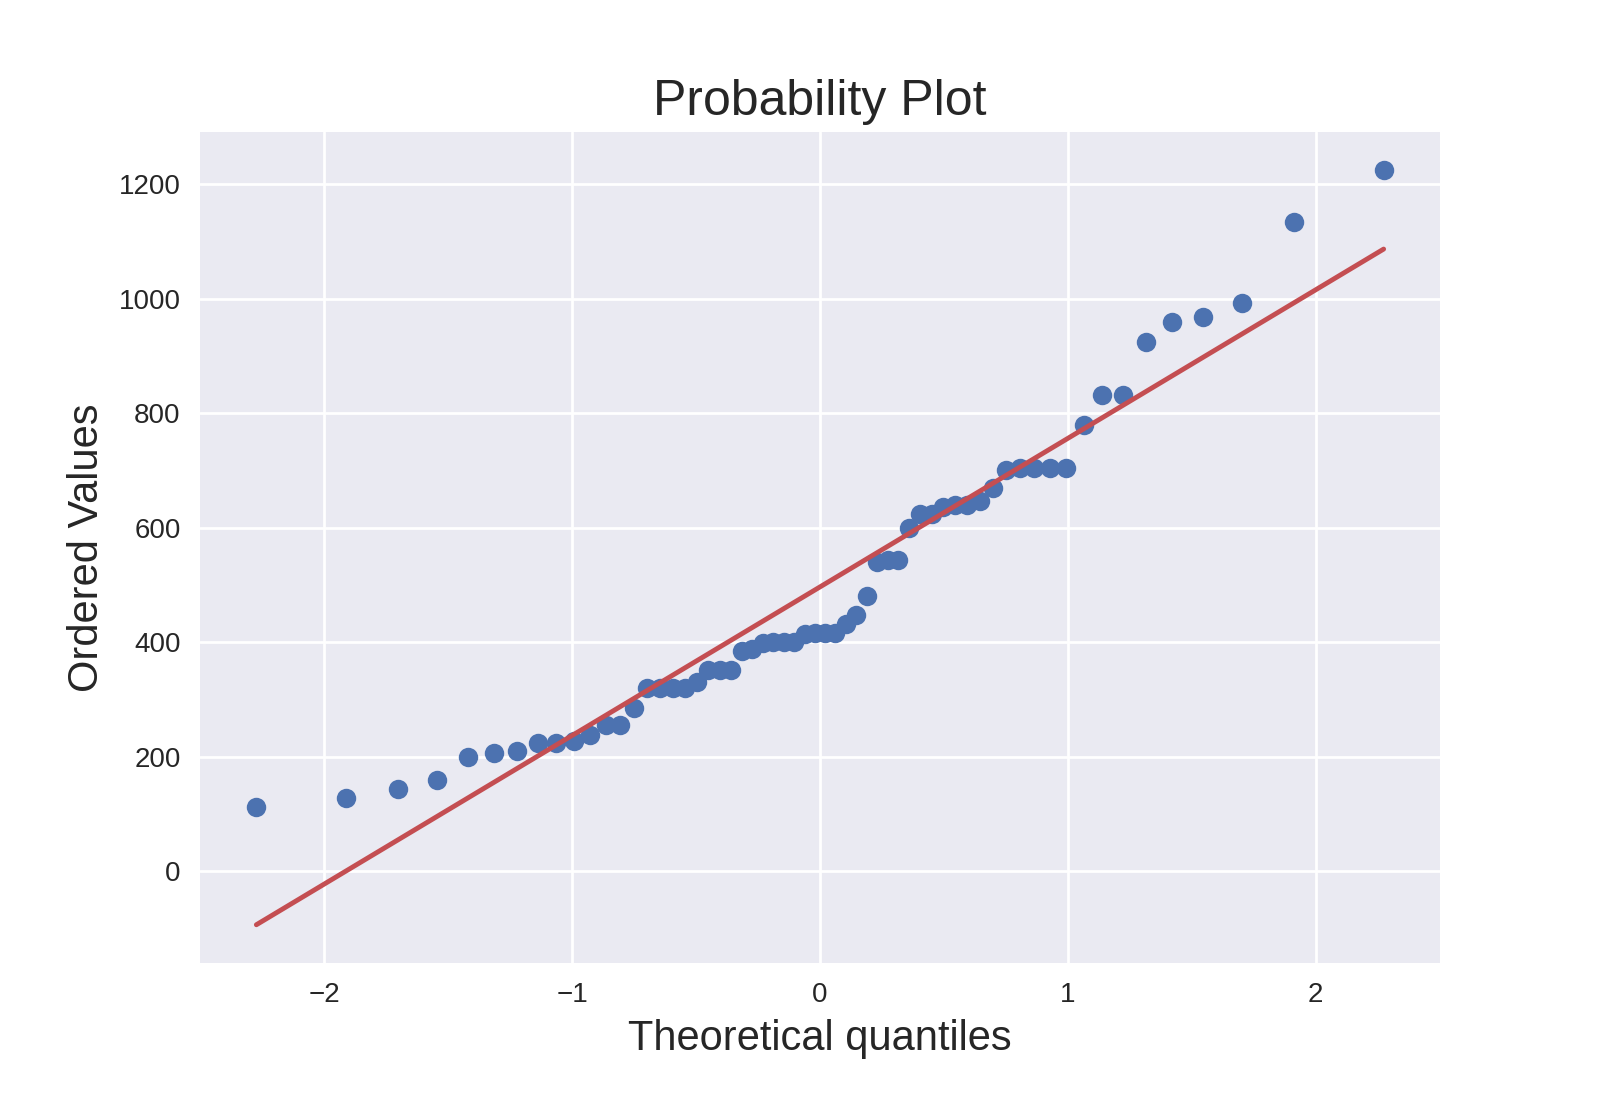 Probability Plot
1200
1000
800
600
400
200
0
Ordered Values
−2 −1 0 1 2
Theoretical quantiles